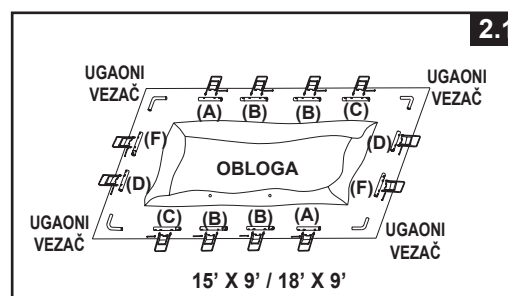 2.1
UGAONI
VEZAČ
UGAONI
VEZAČ
(A) (B) (B) (C)
(F)
(D)
(D)
(F)
OBLOGA
(C) (B) (B) (A)
UGAONI
VEZAČ
UGAONI
VEZAČ
15’ X 9’ / 18’ X 9’